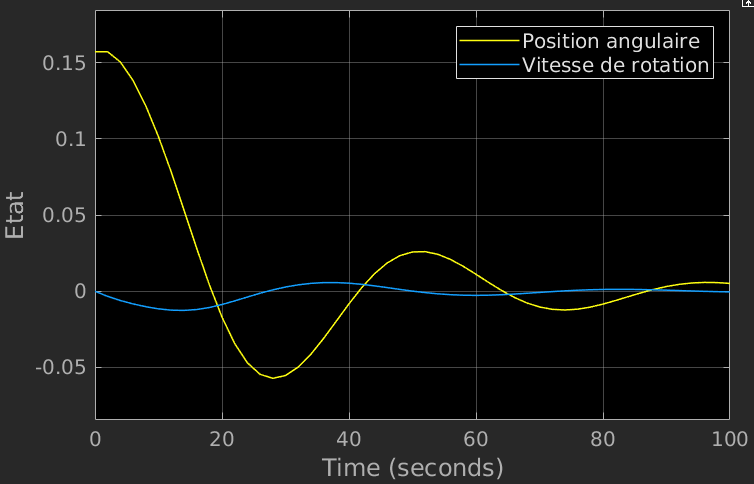 Position angulaire
Vitesse de rotation
0.15
0.1
0.05
0
-0.05
Etat
0 20 40 60 80 100
Time (seconds)